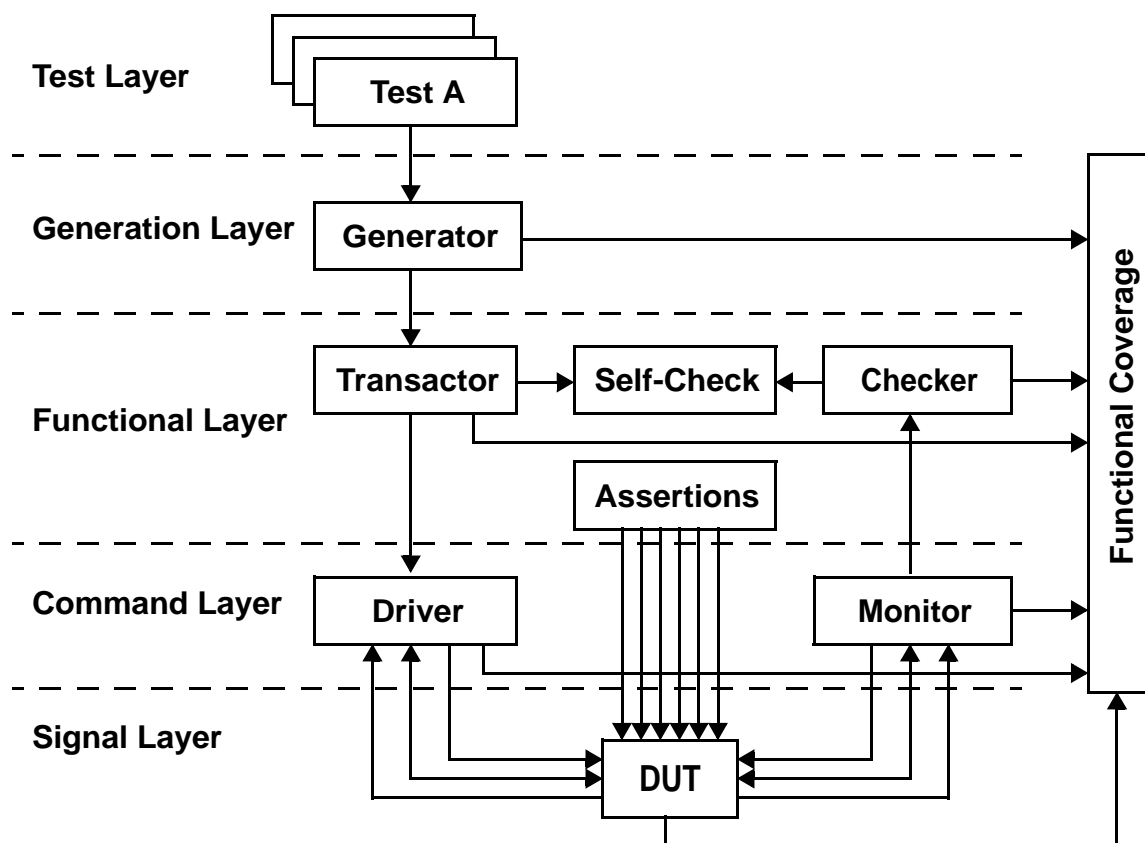 Test Layer
Test A
Generation Layer
Generator
Functional Coverage
Functional Layer
Transactor
Self-Check
Checker
Assertions
Command Layer
Driver
Monitor
Signal Layer
DUT